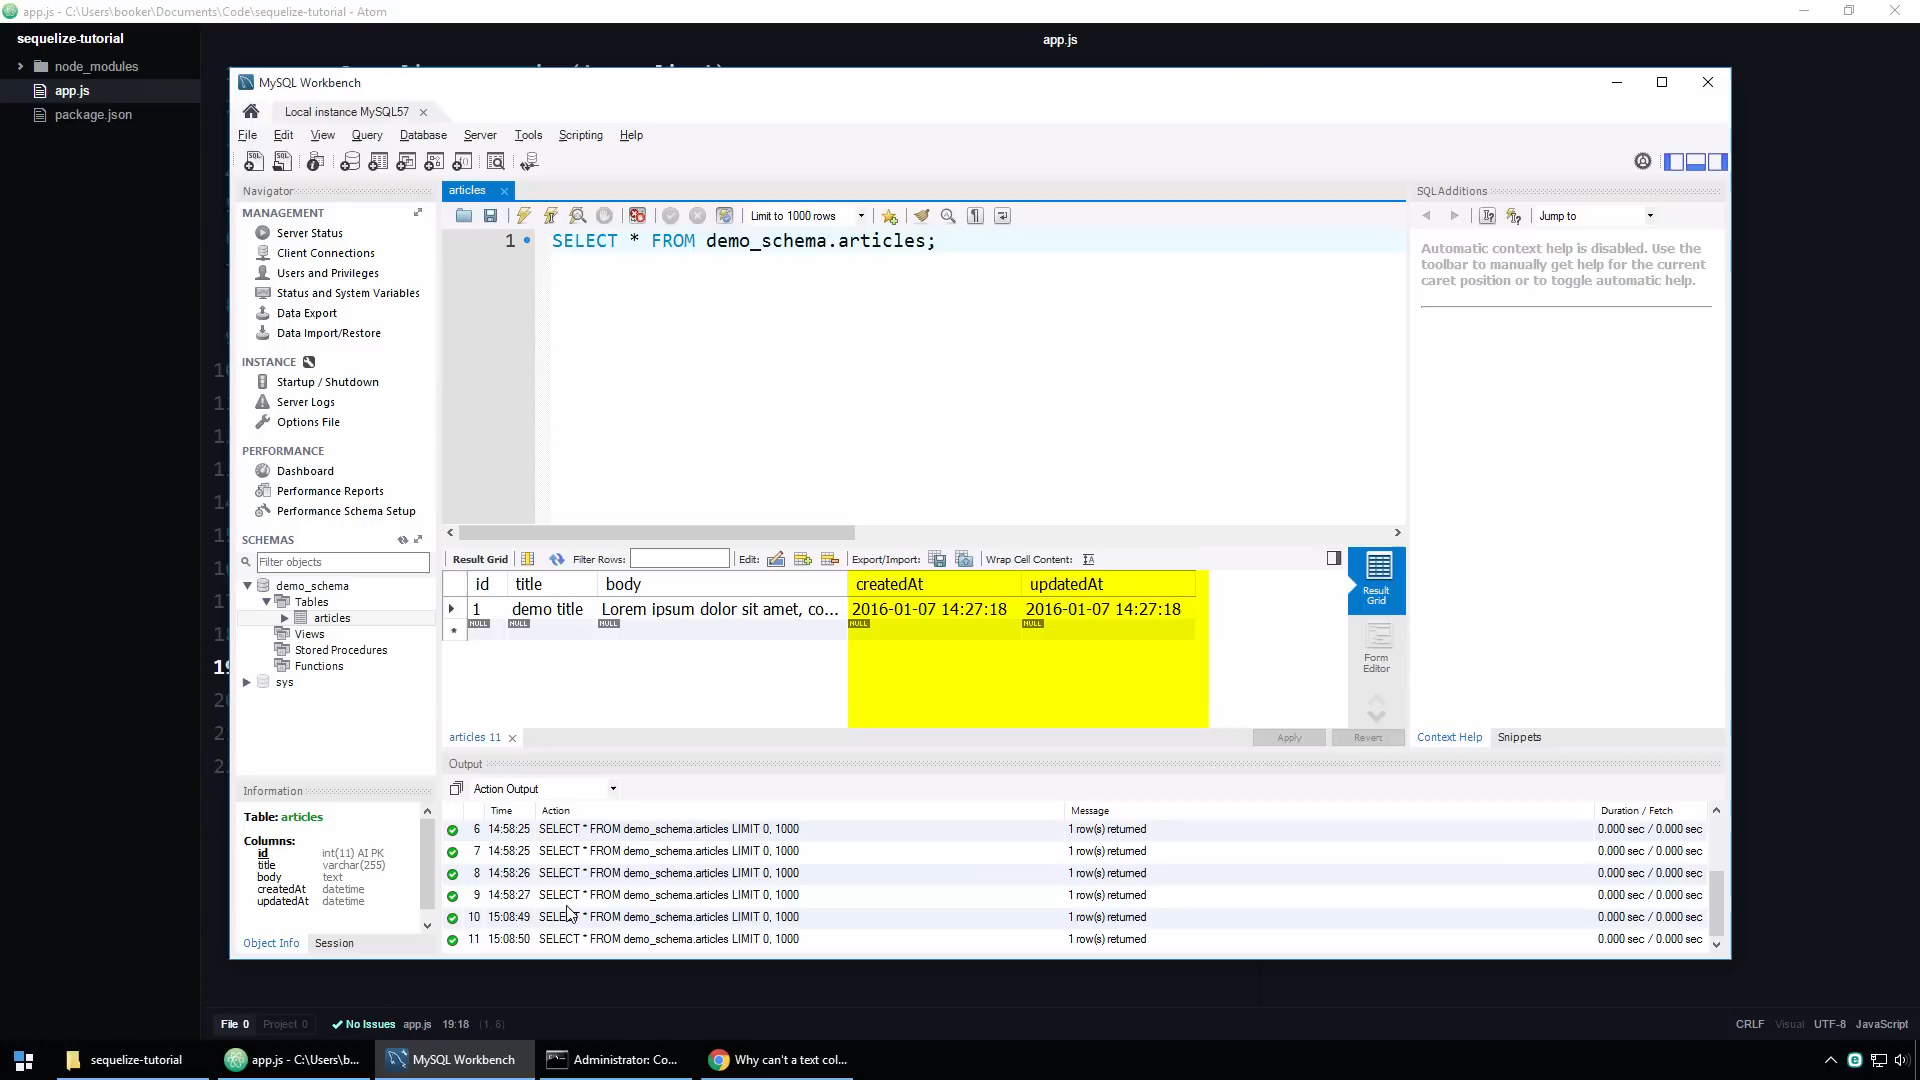 app.js - C:\Users\booker\Documents\Code\sequelize-tutorial - Atom
sequelize-tutorial
app.js
node_modules
app.js
package.json
MySQL Workbench
Local instance MySQL57
File Edit View Query Database Server Tools Scripting Help
Navigator
articles
SQLAdditions
MANAGEMENT
Server Status
Client Connections
Users and Privileges
Status and System Variables
Data Export
Data Import/Restore
INSTANCE
Startup / Shutdown
Server Logs
Options File
PERFORMANCE
Dashboard
Performance Reports
Performance Schema Setup
SCHEMAS
Filter objects
demo_schema
Tables
articles
Views
Stored Procedures
Functions
sys
Limit to 1000 rows
1 SELECT * FROM demo_schema.articles;
Jump to
Automatic context help is disabled. Use the
toolbar to manually get help for the current
caret position or to toggle automatic help.
Result Grid Filter Rows: Edit: Export/Import: Wrap Cell Content:
id title body createdAt updatedAt
1 demo title Lorem ipsum dolor sit amet, co... 2016-01-07 14:27:18 2016-01-07 14:27:18
NULL NULL NULL NULL NULL
Result
Grid
Form
Editor
articles 11
Apply Revert
Context Help Snippets
Output
Action Output
Time Action Message Duration / Fetch
6 14:58:25 SELECT * FROM demo_schema.articles LIMIT 0, 1000 1 row(s) returned 0.000 sec / 0.000 sec
7 14:58:25 SELECT * FROM demo_schema.articles LIMIT 0, 1000 1 row(s) returned 0.000 sec / 0.000 sec
8 14:58:26 SELECT * FROM demo_schema.articles LIMIT 0, 1000 1 row(s) returned 0.000 sec / 0.000 sec
9 14:58:27 SELECT * FROM demo_schema.articles LIMIT 0, 1000 1 row(s) returned 0.000 sec / 0.000 sec
10 15:08:49 SELECT * FROM demo_schema.articles LIMIT 0, 1000 1 row(s) returned 0.000 sec / 0.000 sec
11 15:08:50 SELECT * FROM demo_schema.articles LIMIT 0, 1000 1 row(s) returned 0.000 sec / 0.000 sec
Information
Table: articles
Columns:
id int(11) AI PK
title varchar(255)
body text
createdAt datetime
updatedAt datetime
Object Info Session
File 0 Project 0 No Issues app.js 19:18 (1, 6)
CRLF Visual UTF-8 JavaScript
sequelize-tutorial
app.js - C:\Users\b...
MySQL Workbench
Administrator: Co...
Why can't a text col...